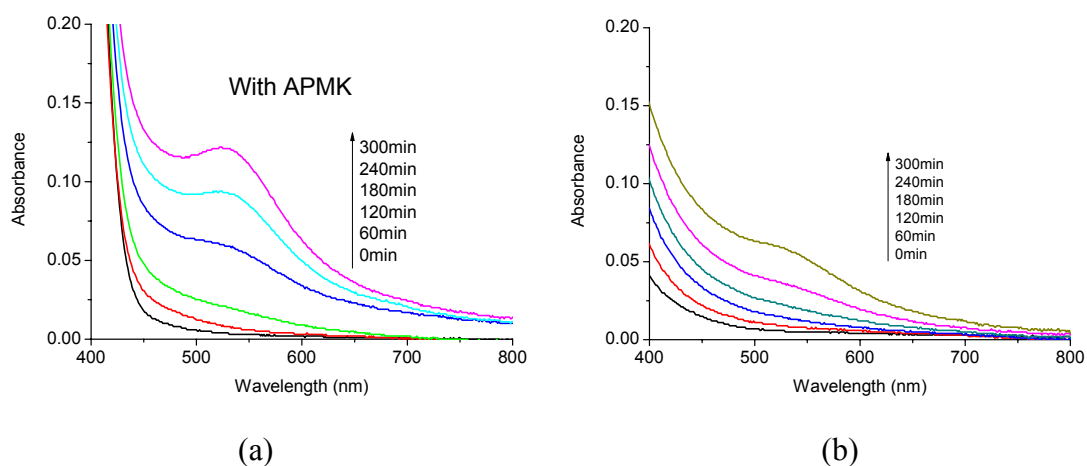 0.20
0.15
0.10
0.05
0.00
Absorbance
With APMK
300min
240min
180min
120min
60min
0min
400 500 600 700 800
Wavelength (nm)
(a)
0.20
0.15
0.10
0.05
0.00
Absorbance
300min
240min
180min
120min
60min
0min
400 500 600 700 800
Wavelength (nm)
(b)